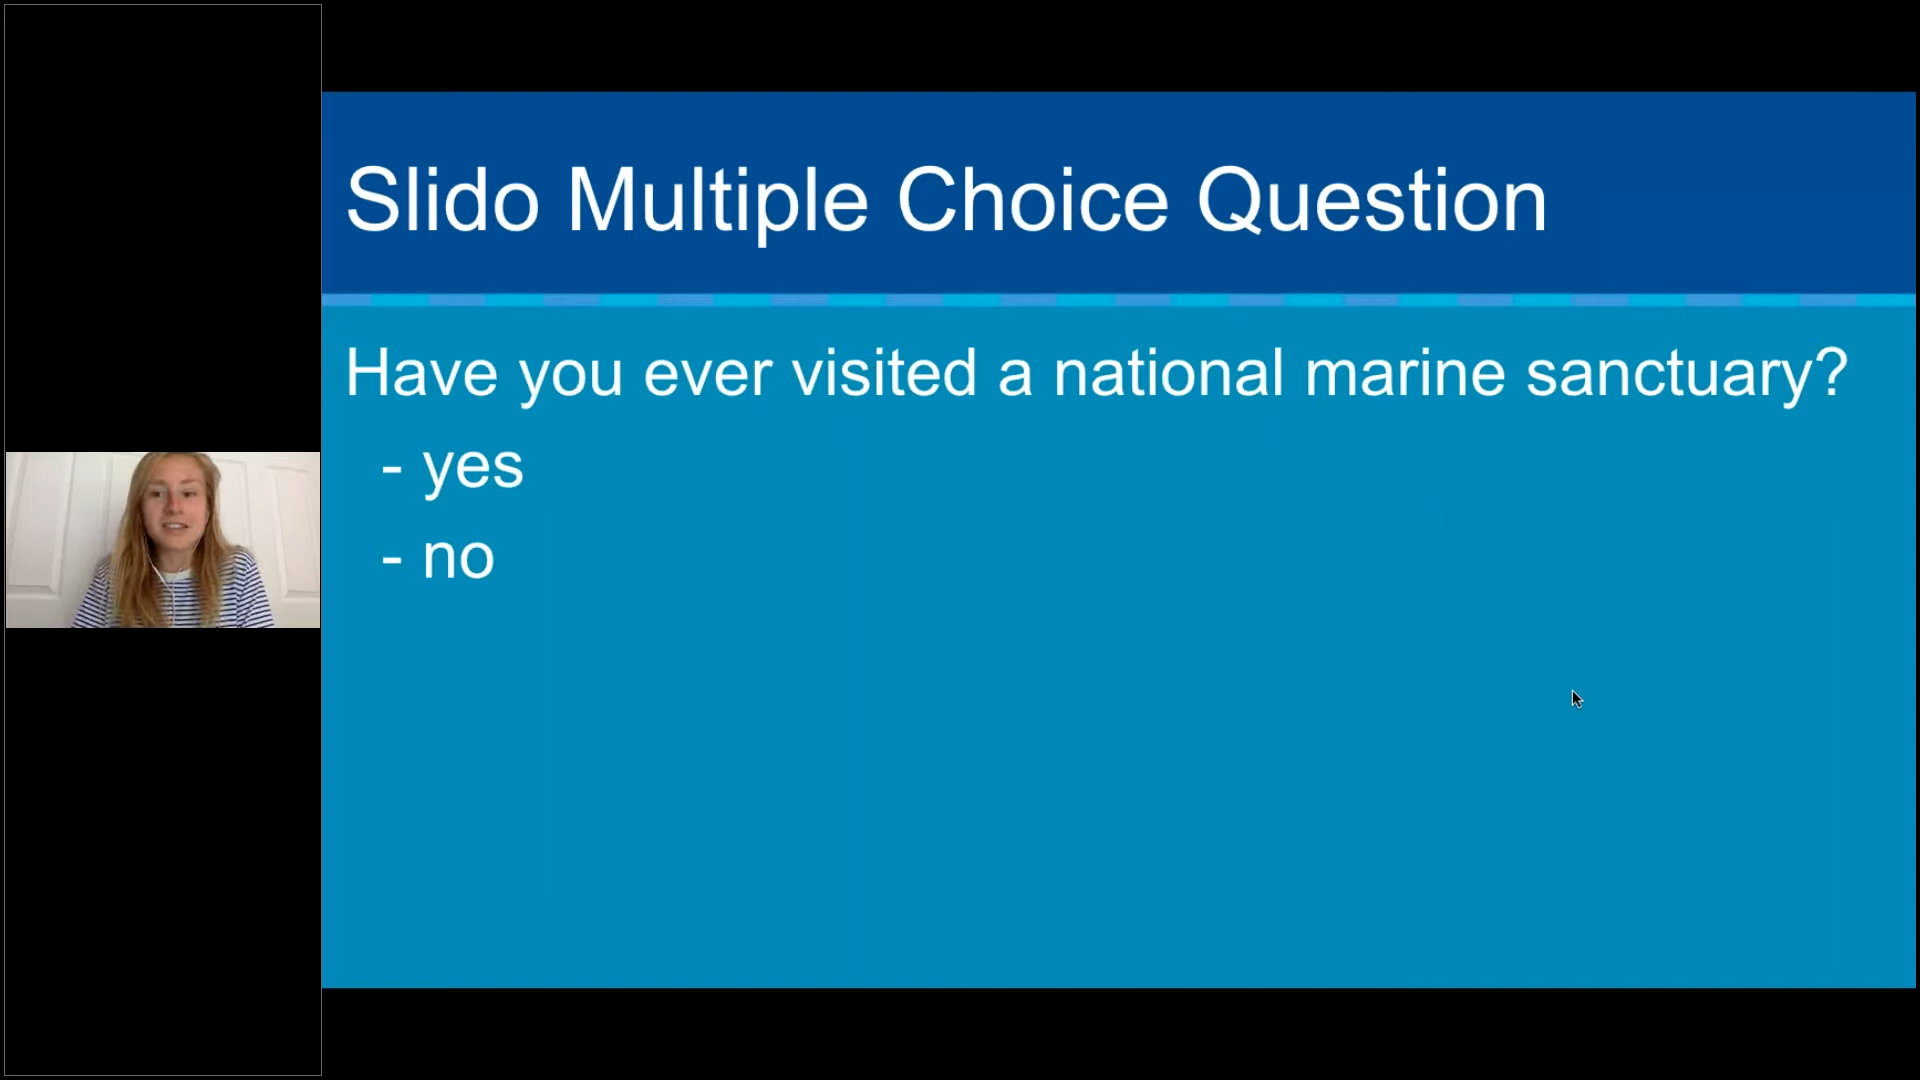 Slido Multiple Choice Question
Have you ever visited a national marine sanctuary?
- yes
- no